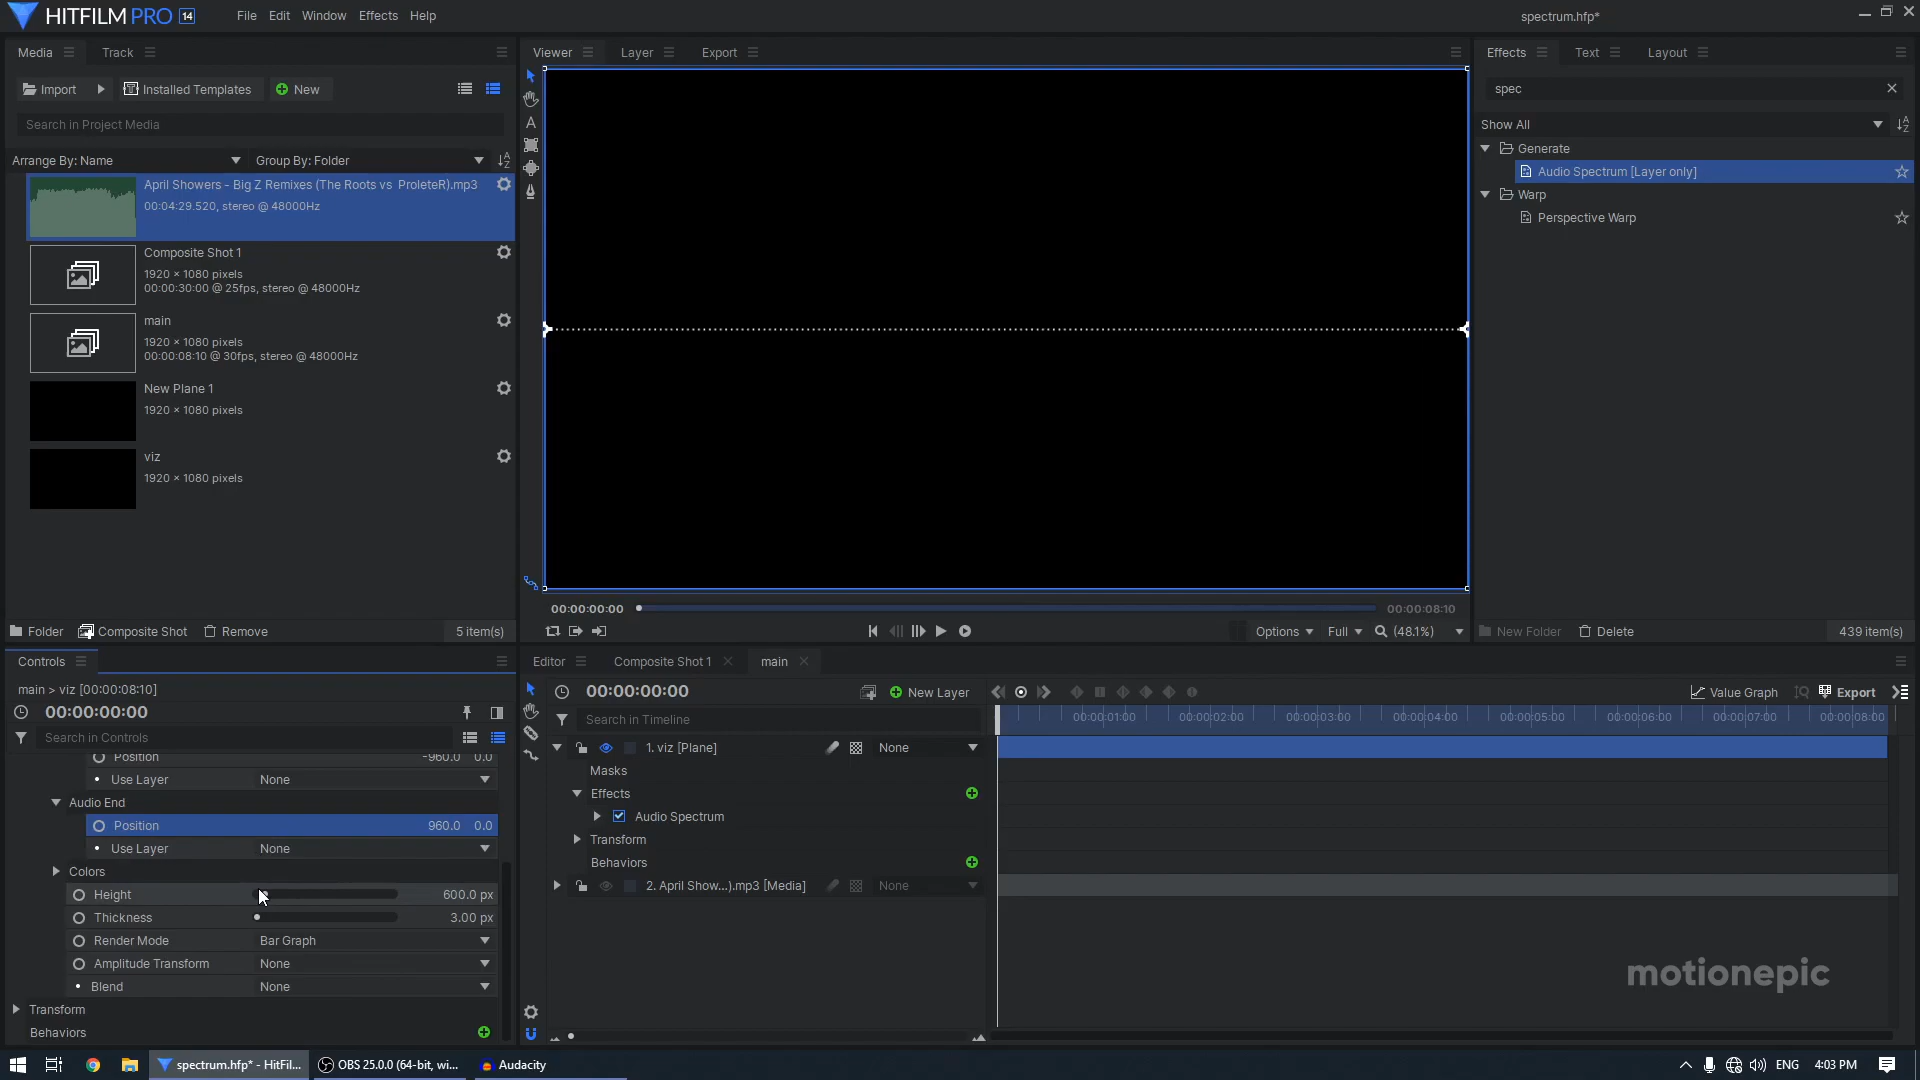 HITFILM PRO 14 File Edit Window Effects Help spectrum.hfp*
Media Track
Import Installed Templates New
Search in Project Media
Arrange By: Name Group By: Folder
April Showers - Big Z Remixes (The Roots vs ProleteR).mp3
00:04:29.520, stereo @ 48000Hz
Composite Shot 1
1920 × 1080 pixels
00:00:30:00 @ 25fps, stereo @ 48000Hz
main
1920 × 1080 pixels
00:00:08:10 @ 30fps, stereo @ 48000Hz
New Plane 1
1920 × 1080 pixels
viz
1920 × 1080 pixels
Folder Composite Shot Remove 5 item(s)
Viewer Layer Export
00:00:00:00 00:00:08:10
Options Full (48.1%)
Effects Text Layout
spec
Show All
Generate
Audio Spectrum [Layer only]
Warp
Perspective Warp
New Folder Delete 439 item(s)
Controls
main > viz [00:00:08:10]
00:00:00:00
Search in Controls
Position -960.0 0.0
Use Layer None
Audio End
Position 960.0 0.0
Use Layer None
Colors
Height 600.0 px
Thickness 3.00 px
Render Mode Bar Graph
Amplitude Transform None
Blend None
Transform
Behaviors
Editor Composite Shot 1 main
00:00:00:00 New Layer Value Graph Export
Search in Timeline 00:00:01:00 00:00:02:00 00:00:03:00 00:00:04:00 00:00:05:00 00:00:06:00 00:00:07:00 00:00:08:00
1. viz [Plane] None
Masks
Effects
Audio Spectrum
Transform
Behaviors
2. April Show...).mp3 [Media] None
motionepic
spectrum.hfp* - HitFil... OBS 25.0.0 (64-bit, wi... Audacity ENG 4:03 PM